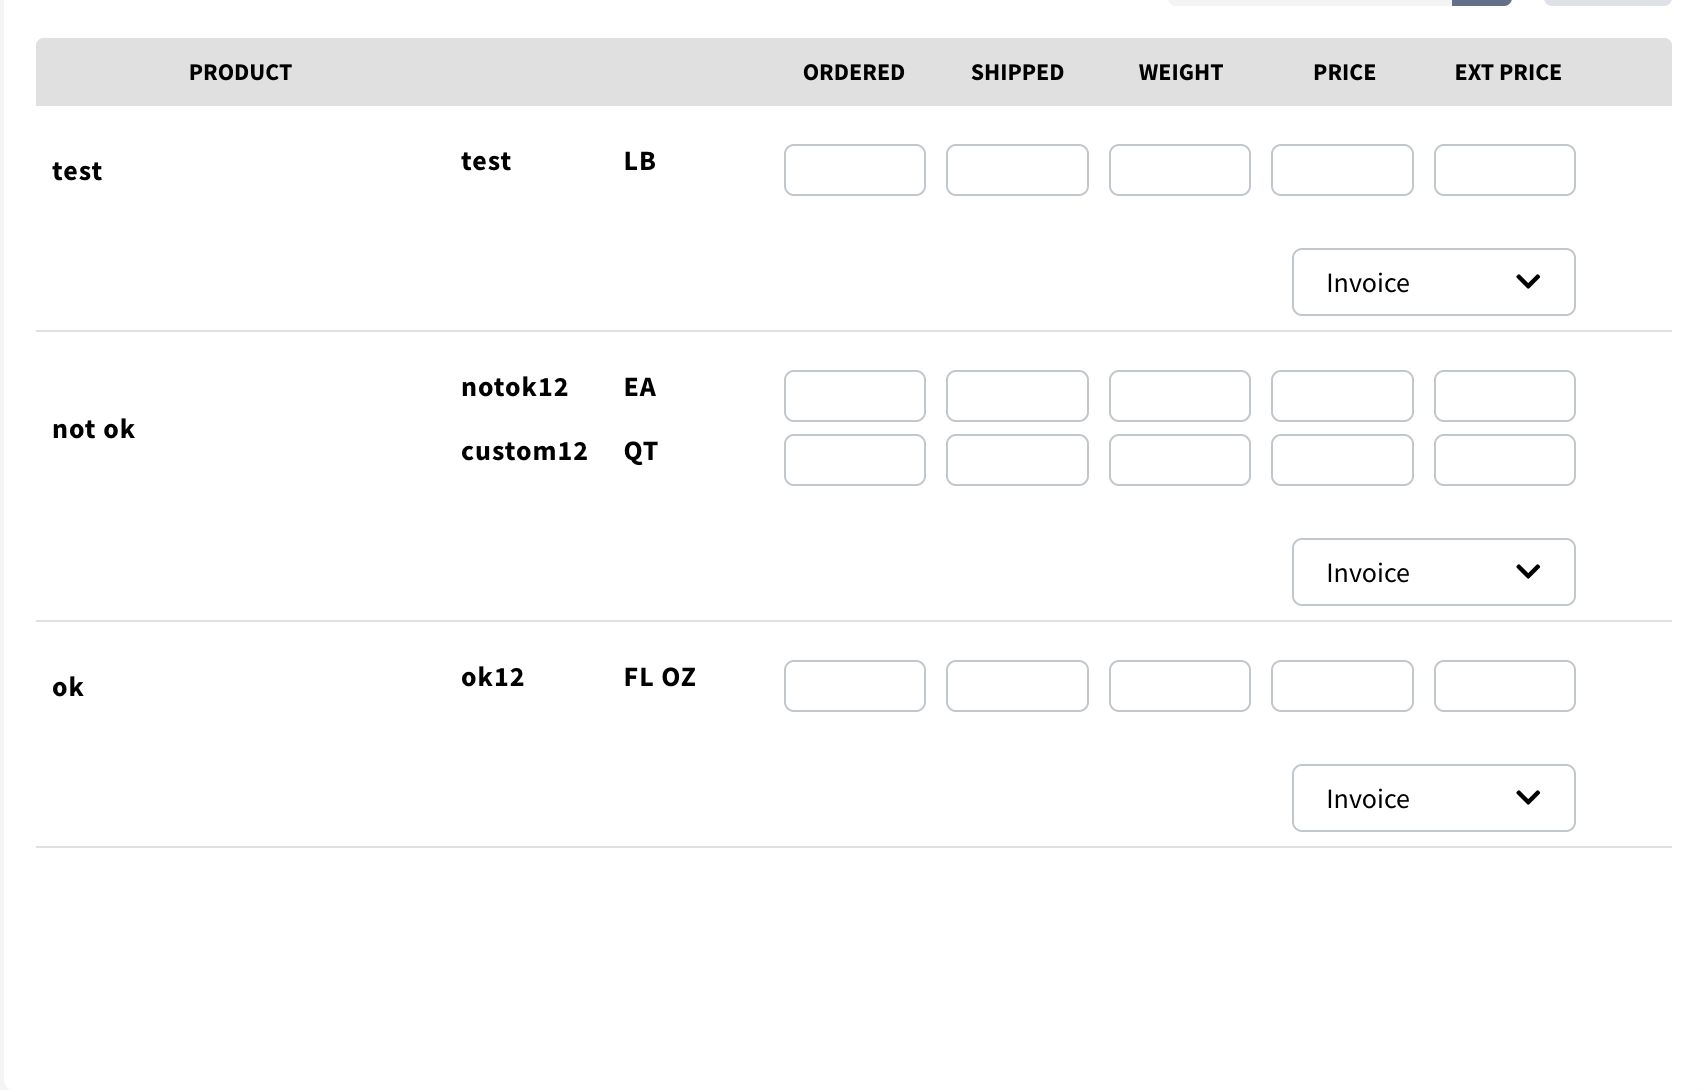 PRODUCT ORDERED SHIPPED WEIGHT PRICE EXT PRICE
test test LB
Invoice
notok12 EA
not ok
custom12 QT
Invoice
ok ok12 FL OZ
Invoice